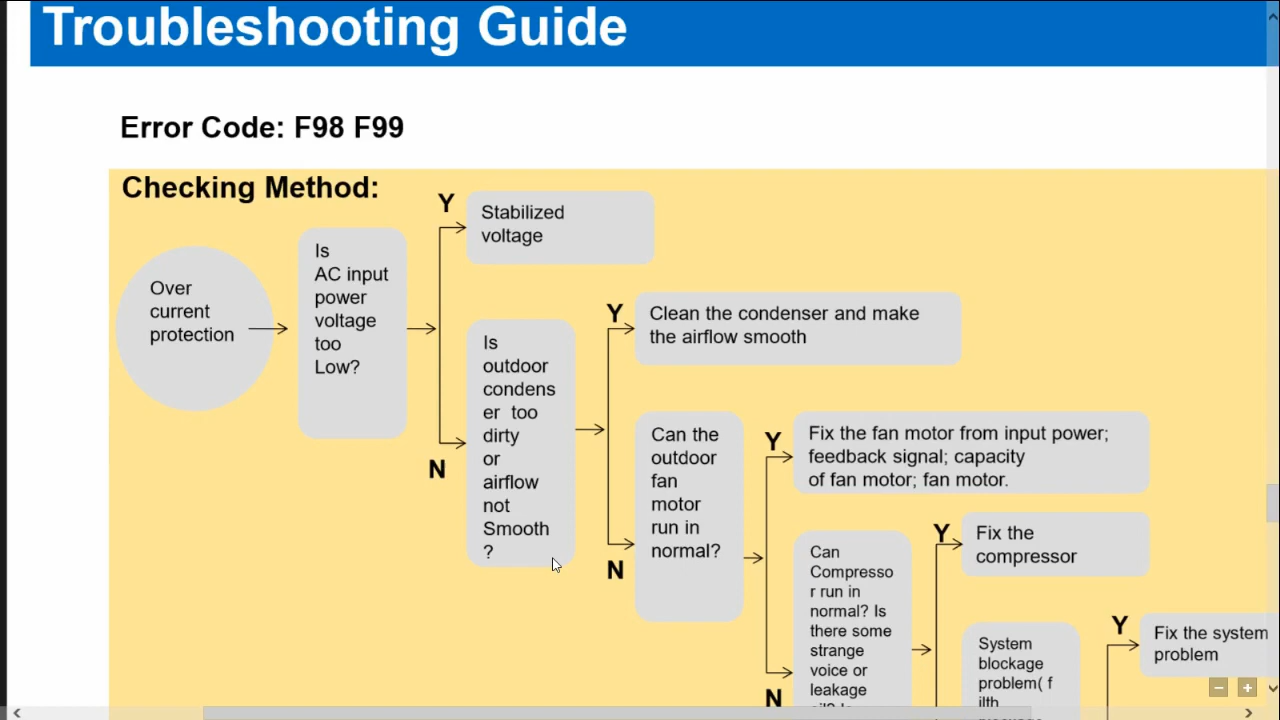 Troubleshooting Guide
Error Code: F98 F99
Checking Method:
Over
current
protection
Is
AC input
power
voltage
too
Low?
Y
Stabilized
voltage
N
Is
outdoor
condens
er too
dirty
or
airflow
not
Smooth
?
Y
Clean the condenser and make
the airflow smooth
N
Can the
outdoor
fan
motor
run in
normal?
Y
Fix the fan motor from input power;
feedback signal; capacity
of fan motor; fan motor.
N
Can
Compresso
r run in
normal? Is
there some
strange
voice or
leakage
Y
Fix the
compressor
System
blockage
problem( f
ilth
Y
Fix the system
problem